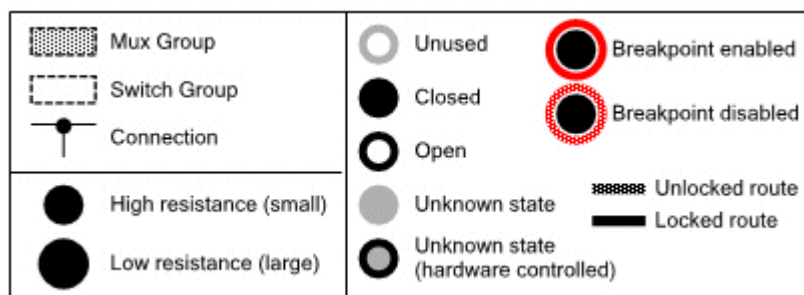 Mux Group
Switch Group
Connection
High resistance (small)
Low resistance (large)
Unused
Closed
Open
Unknown state
Unknown state
(hardware controlled)
Breakpoint enabled
Breakpoint disabled
Unlocked route
Locked route